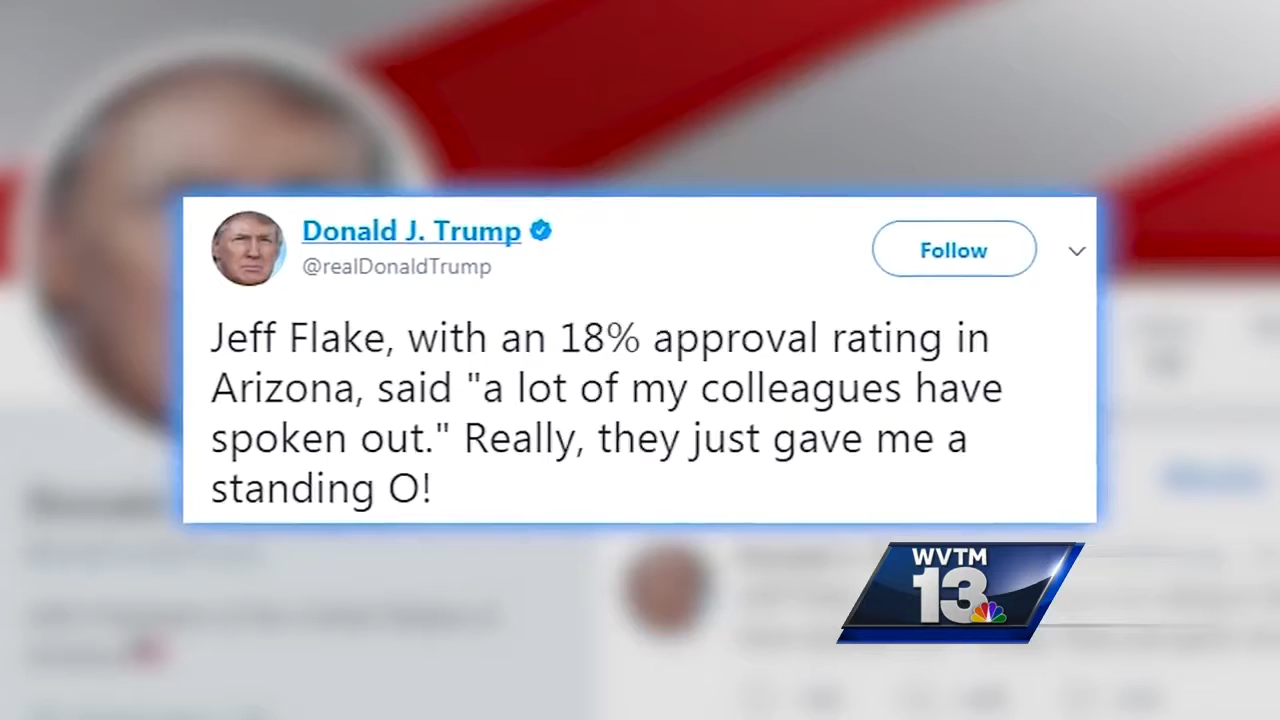 Donald J. Trump
@realDonaldTrump
Follow
Jeff Flake, with an 18% approval rating in
Arizona, said "a lot of my colleagues have
spoken out." Really, they just gave me a
standing O!
WVTM
13